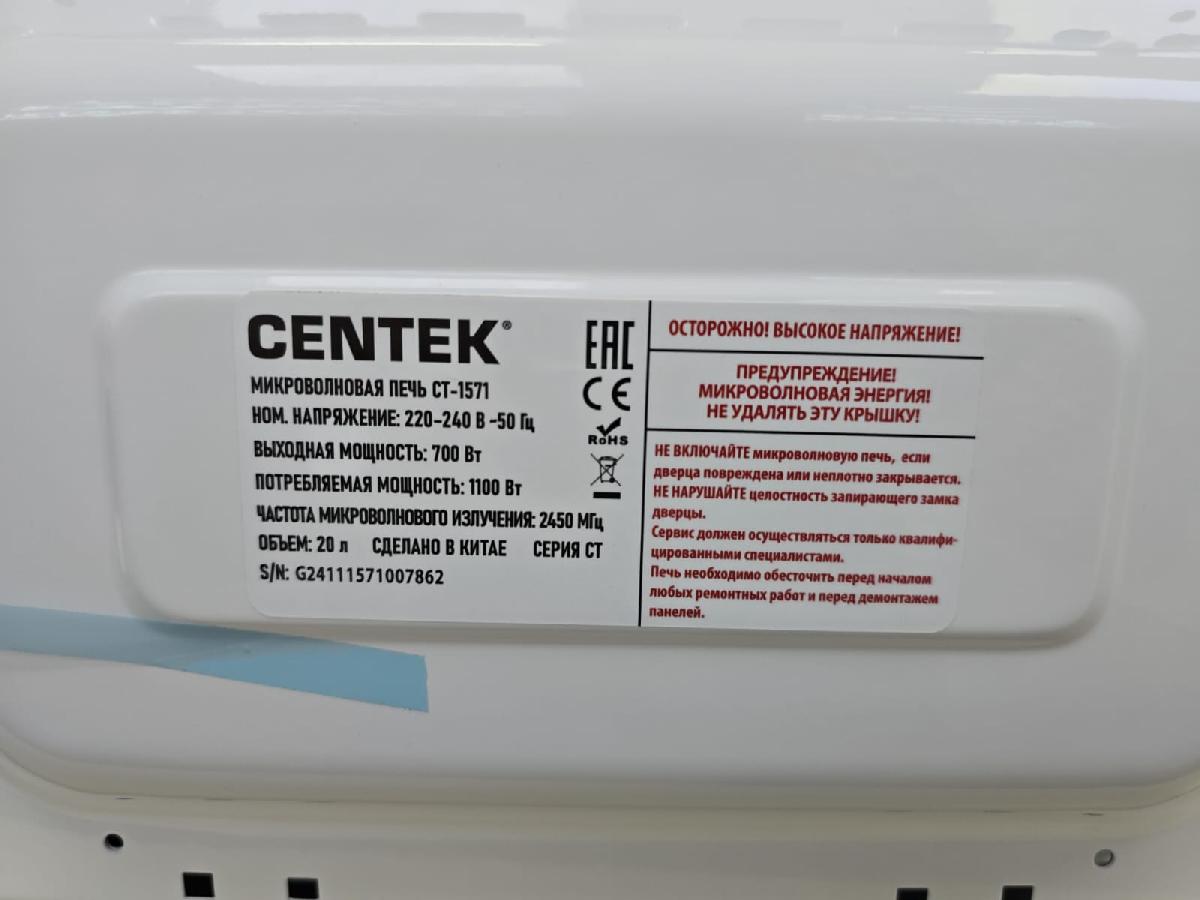 CENTEK®
МИКРОВОЛНОВАЯ ПЕЧЬ СТ-1571
НОМ. НАПРЯЖЕНИЕ: 220-240 В ~50 Гц
ВЫХОДНАЯ МОЩНОСТЬ: 700 Вт
ПОТРЕБЛЯЕМАЯ МОЩНОСТЬ: 1100 Вт
ЧАСТОТА МИКРОВОЛНОВОГО ИЗЛУЧЕНИЯ: 2450 МГц
ОБЪЕМ: 20 л СДЕЛАНО В КИТАЕ СЕРИЯ СТ
S/N: G24111571007862
EAC
CE
RoHS
ОСТОРОЖНО! ВЫСОКОЕ НАПРЯЖЕНИЕ!
ПРЕДУПРЕЖДЕНИЕ!
МИКРОВОЛНОВАЯ ЭНЕРГИЯ!
НЕ УДАЛЯТЬ ЭТУ КРЫШКУ!
НЕ ВКЛЮЧАЙТЕ микроволновую печь, если
дверца повреждена или неплотно закрывается.
НЕ НАРУШАЙТЕ целостность запирающего замка
дверцы.
Сервис должен осуществляться только квалифи-
цированными специалистами.
Печь необходимо обесточить перед началом
любых ремонтных работ и перед демонтажем
панелей.